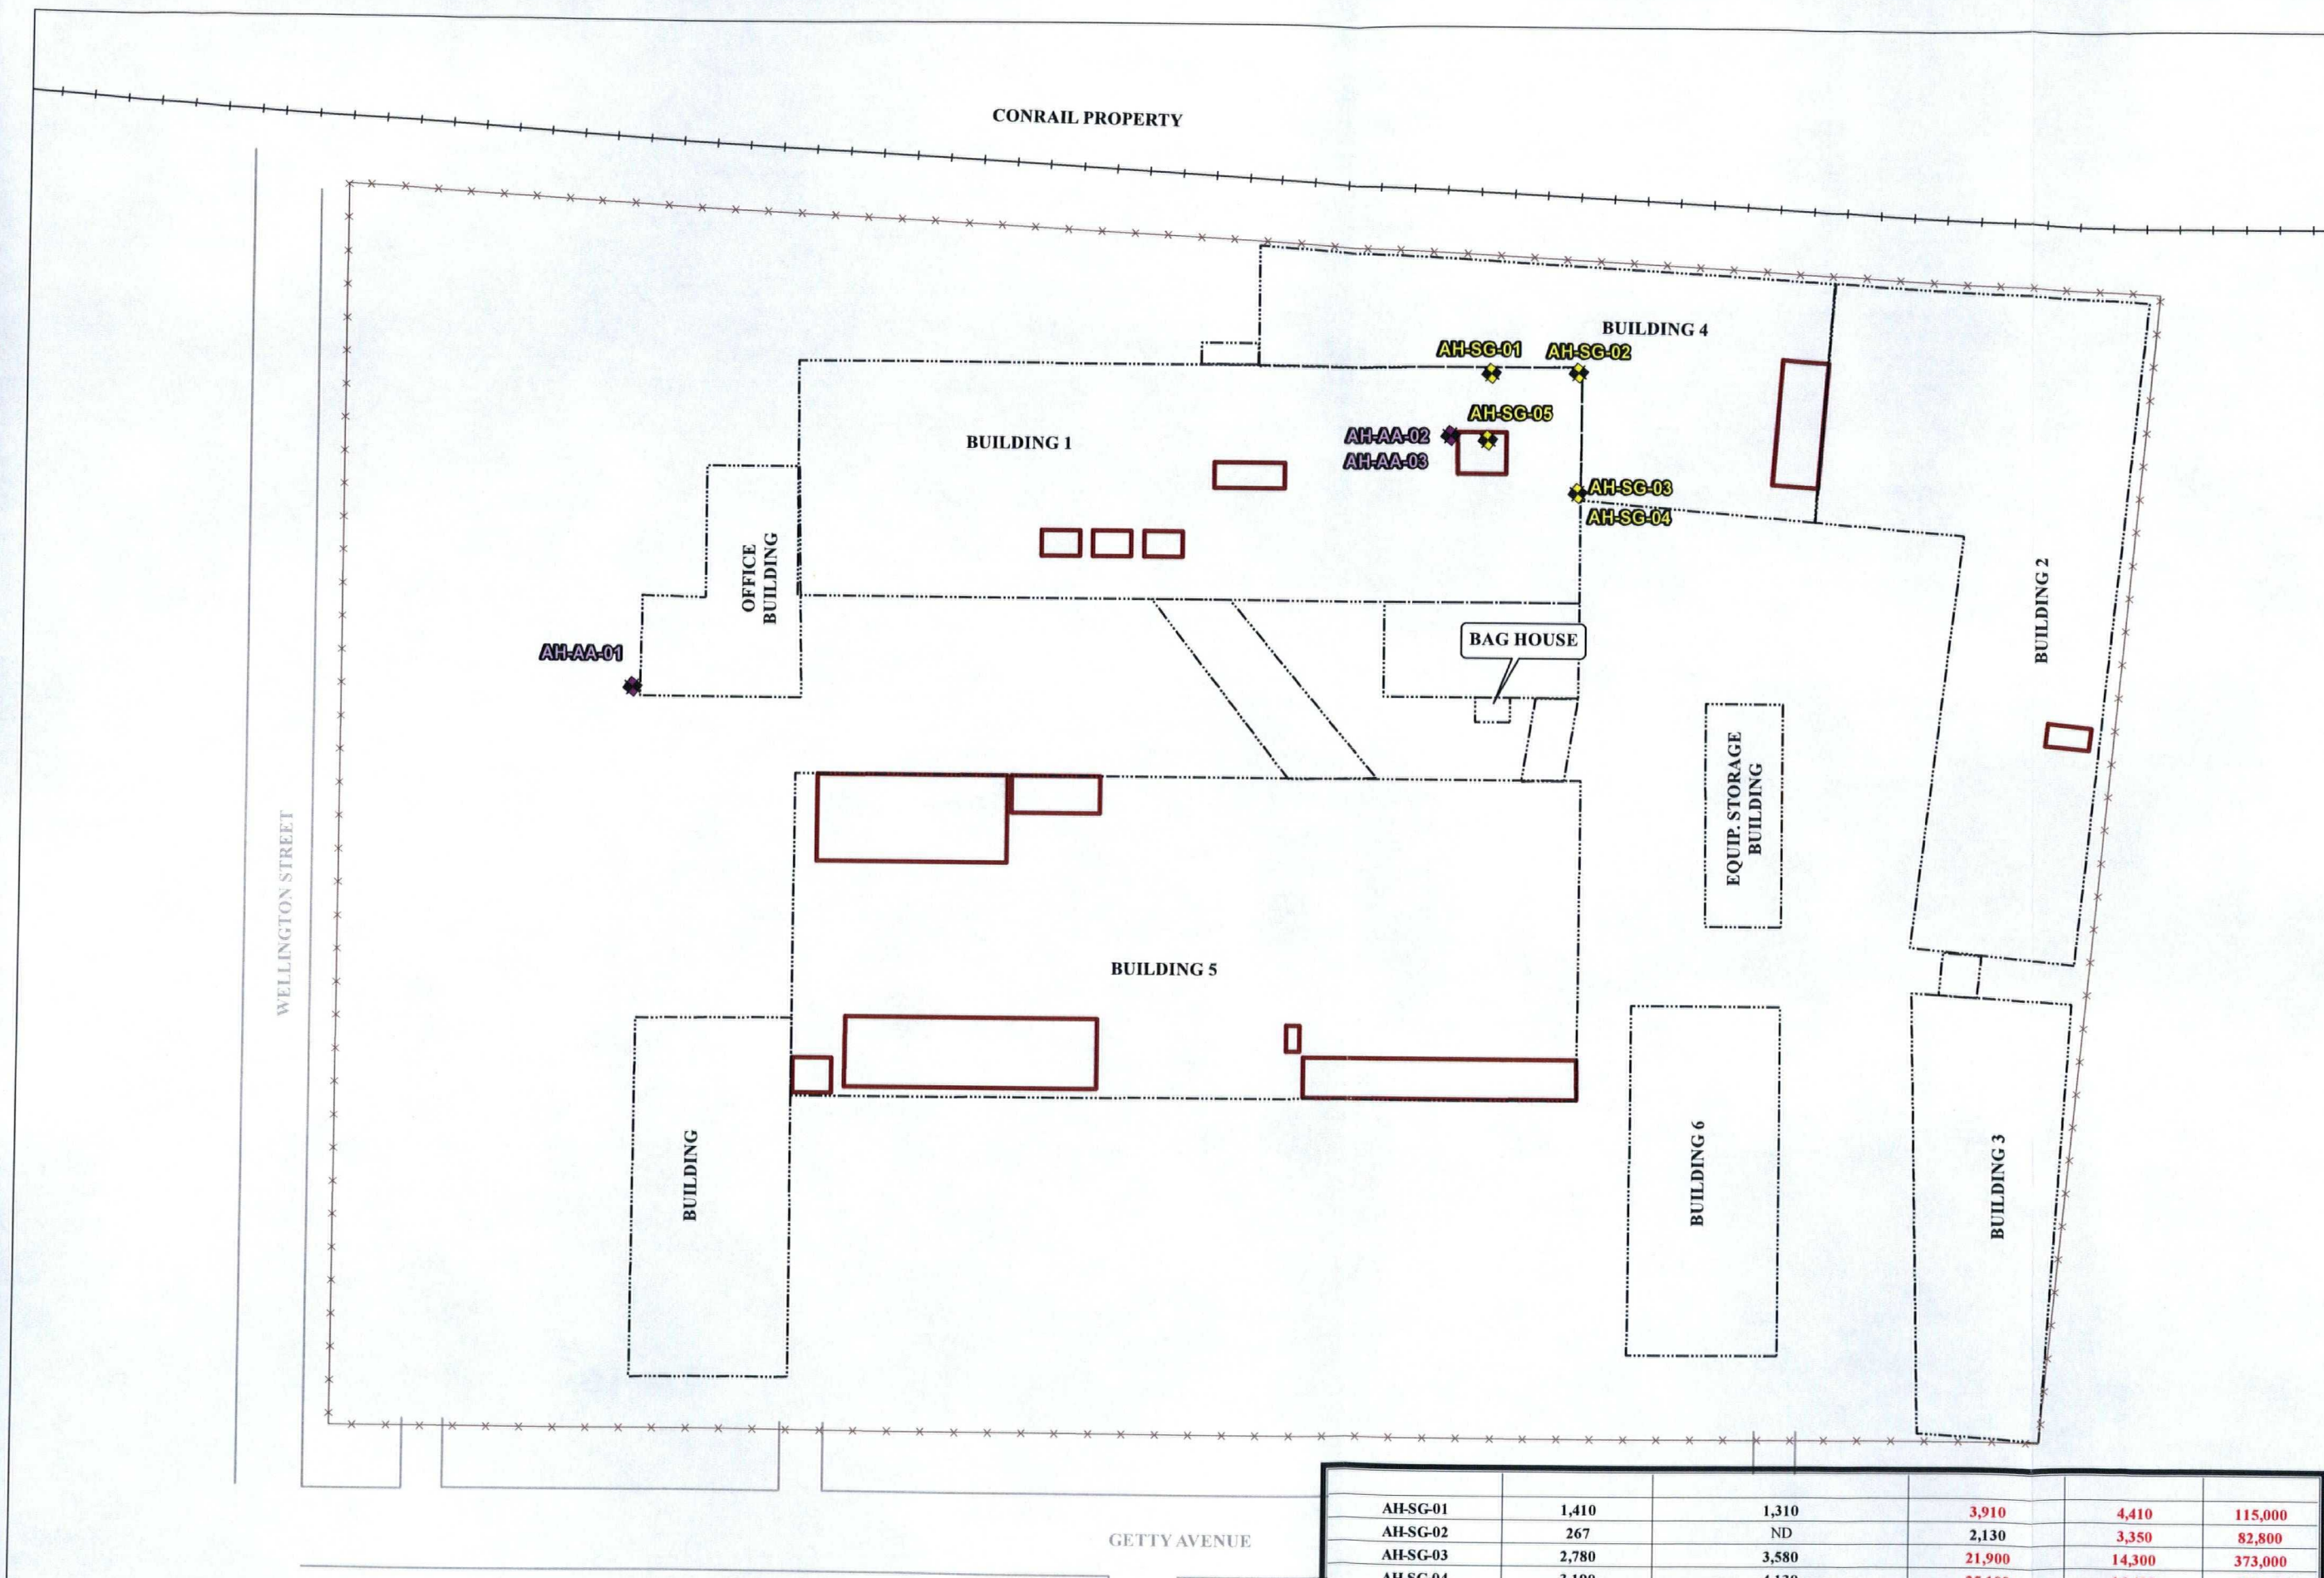 CONRAIL PROPERTY
BUILDING 4
AH-SG-01
AH-SG-02
AH-SG-05
BUILDING 1
AH-AA-02
AH-AA-03
AH-SG-03
AH-SG-04
OFFICE
BUILDING
AH-AA-01
BAG HOUSE
BUILDING 2
EQUIP. STORAGE
BUILDING
WELLINGTON STREET
BUILDING 5
BUILDING
BUILDING 6
BUILDING 3
GETTY AVENUE
AH-SG-01 1,410 1,310 3,910 4,410 115,000
AH-SG-02 267 ND 2,130 3,350 82,800
AH-SG-03 2,780 3,580 21,900 14,300 373,000